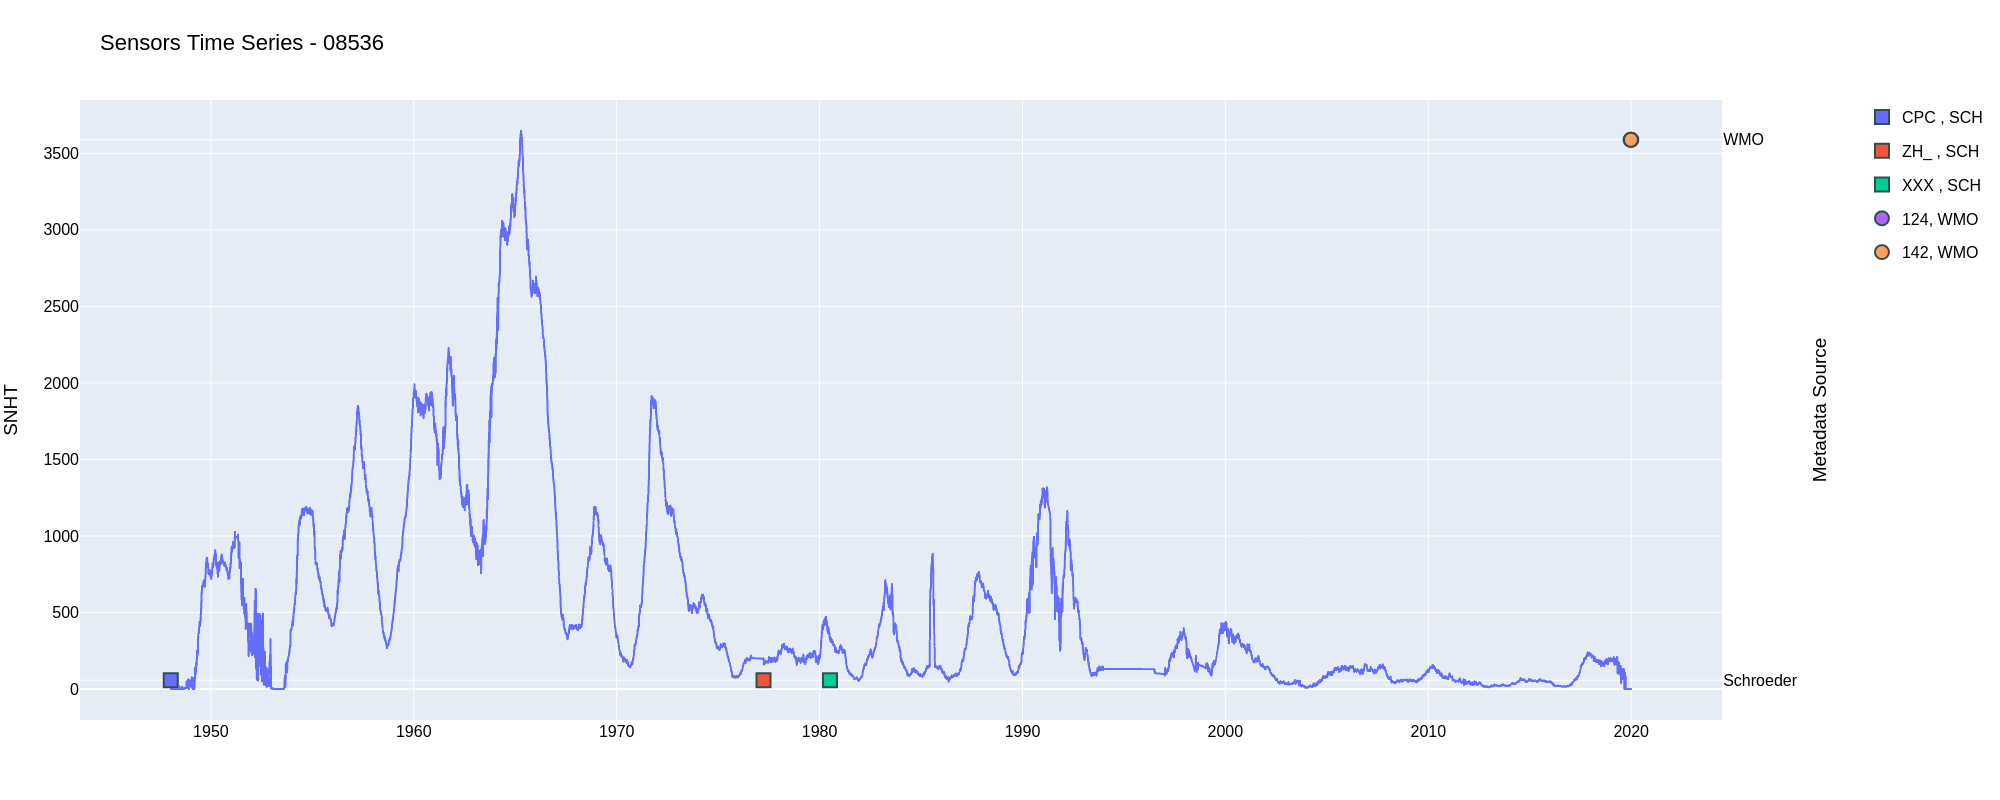 Sensors Time Series - 08536
CPC , SCH
ZH_ , SCH
XXX , SCH
124, WMO
142, WMO
WMO
Schroeder
Metadata Source
SNHT
3500
3000
2500
2000
1500
1000
500
0
1950 1960 1970 1980 1990 2000 2010 2020